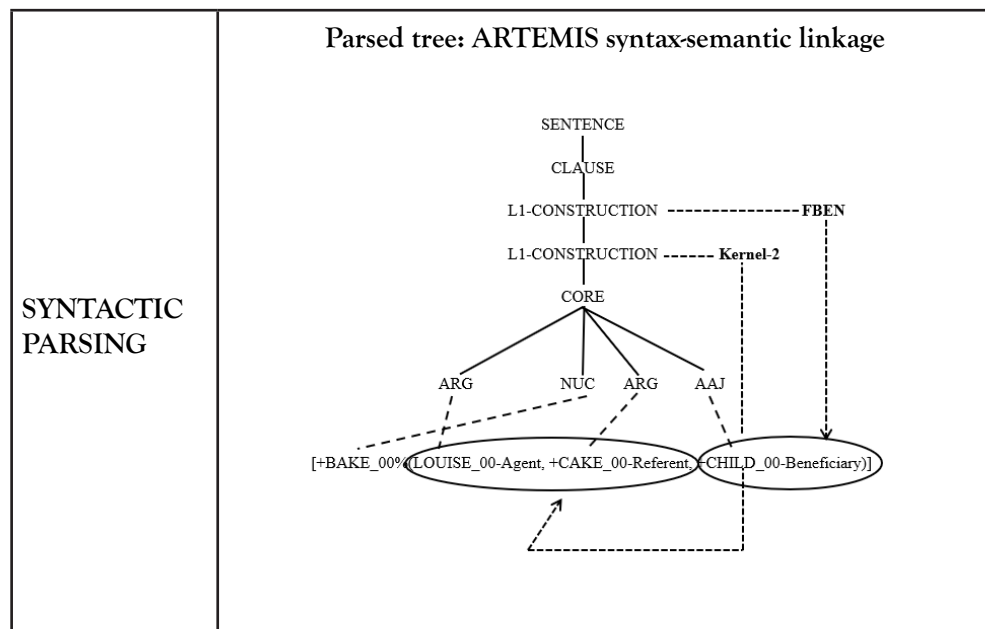 Parsed tree: ARTEMIS syntax-semantic linkage
SENTENCE
CLAUSE
L1-CONSTRUCTION FBEN
L1-CONSTRUCTION Kernel-2
CORE
SYNTACTIC
PARSING
ARG NUC ARG AAJ
[+BAKE_00%(LOUISE_00-Agent, +CAKE_00-Referent, +CHILD_00-Beneficiary)]